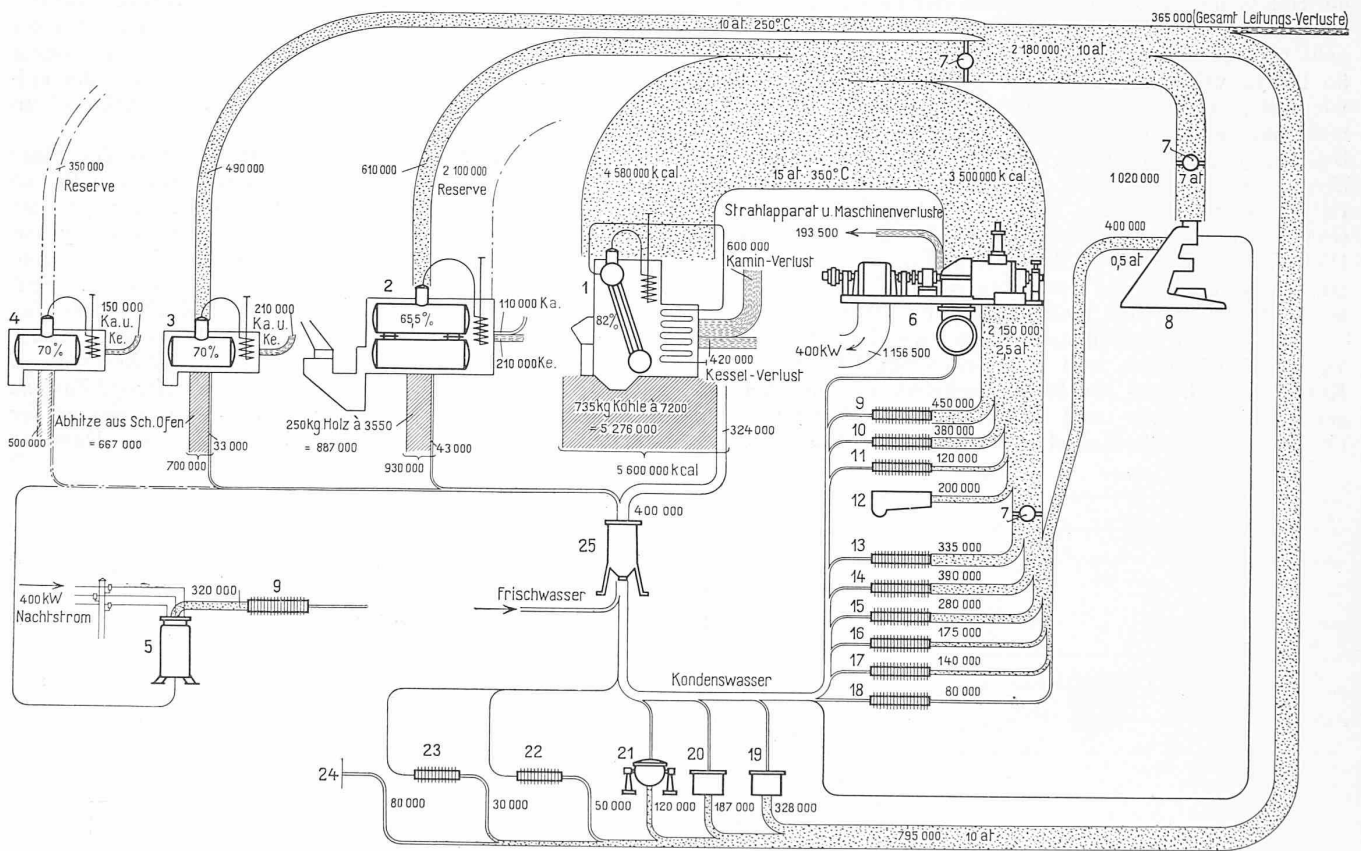 365 000 (Gesamt Leitungs-Verluste)
10 at 250°C
2 180 000 10 at
7
7
7 at
1 020 000
350 000
Reserve
490 000
610 000
2 100 000
Reserve
4 580 000 k cal
15 at 350°C
3 500 000 k cal
Strahlapparat u. Maschinenverluste
193 500
600 000
Kamin-Verlust
400 000
0,5 at
8
4
150 000
Ka. u.
Ke.
70%
3
210 000
Ka. u.
Ke.
70%
2
65,5%
110 000 Ka.
210 000 Ke.
1
82%
420 000
Kessel-Verlust
6
400 kW
1 156 500
2 150 000
2,5 at
500 000
Abhitze aus Sch. Ofen
= 667 000
33 000
700 000
250 kg Holz à 3550
= 887 000
43 000
930 000
735 kg Kohle à 7200
= 5 276 000
324 000
5 600 000 k cal
9 450 000
10 380 000
11 120 000
12 200 000
7
400 000
25
13 335 000
14 390 000
15 280 000
16 175 000
17 140 000
18 80 000
400 kW
Nachtstrom
320 000
9
5
Frischwasser
Kondenswasser
24
23
22
21
20
19
80 000
30 000
50 000
120 000
187 000
328 000
795 000 10 at